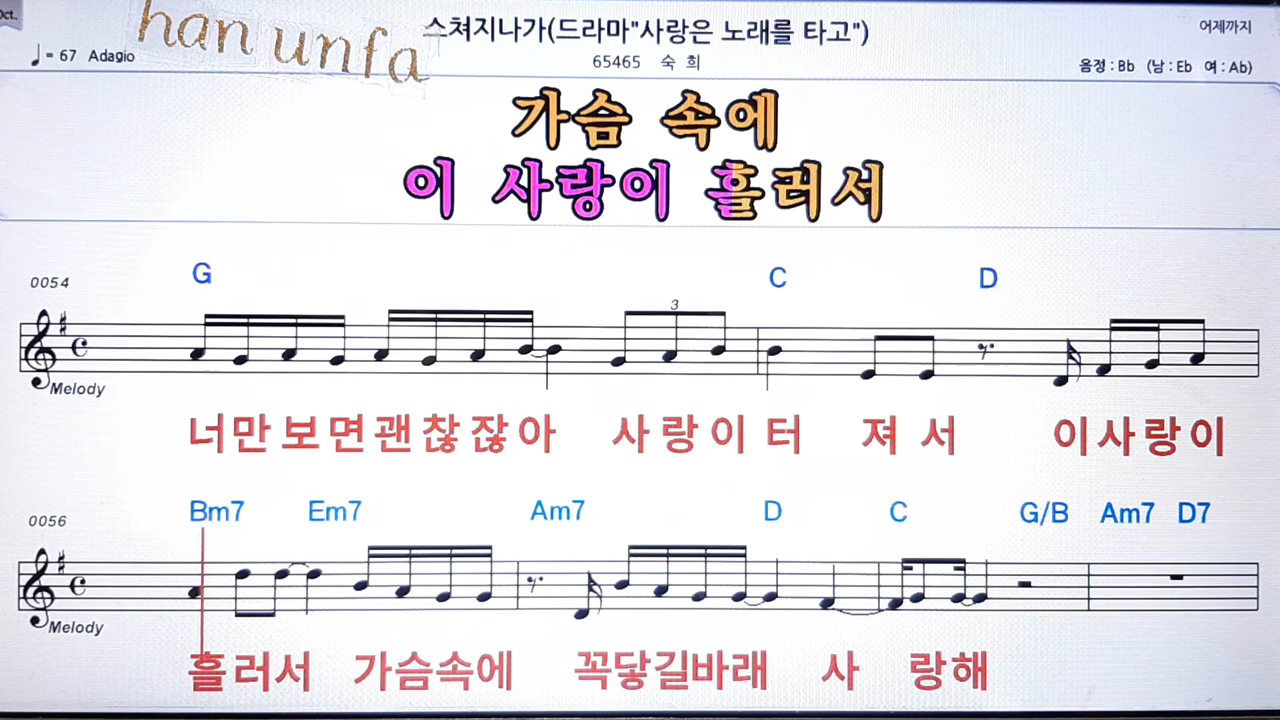 Oct.
han unfa
스쳐지나가(드라마"사랑은 노래를 타고")
어제까지
♩= 67 Adagio
65465 숙 희
음정 : Bb (남 : Eb 여 : Ab)
가슴 속에
이 사랑이 흘러서
0054
G C D
3
Melody
너만보면괜찮잖아 사랑이터 져서 이사랑이
0056
Bm7 Em7 Am7 D C G/B Am7 D7
Melody
흘러서 가슴속에 꼭닿길바래 사 랑해